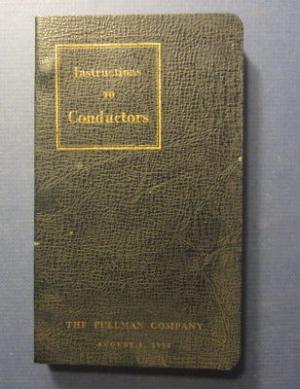 Instructions
to
Conductors
THE PULLMAN COMPANY
AUGUST 1,